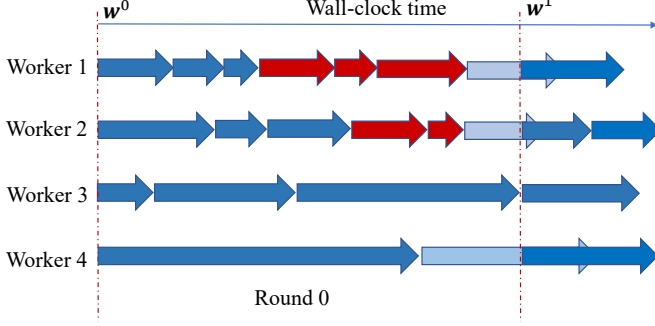 w⁰ Wall-clock time w¹
Worker 1
Worker 2
Worker 3
Worker 4
Round 0